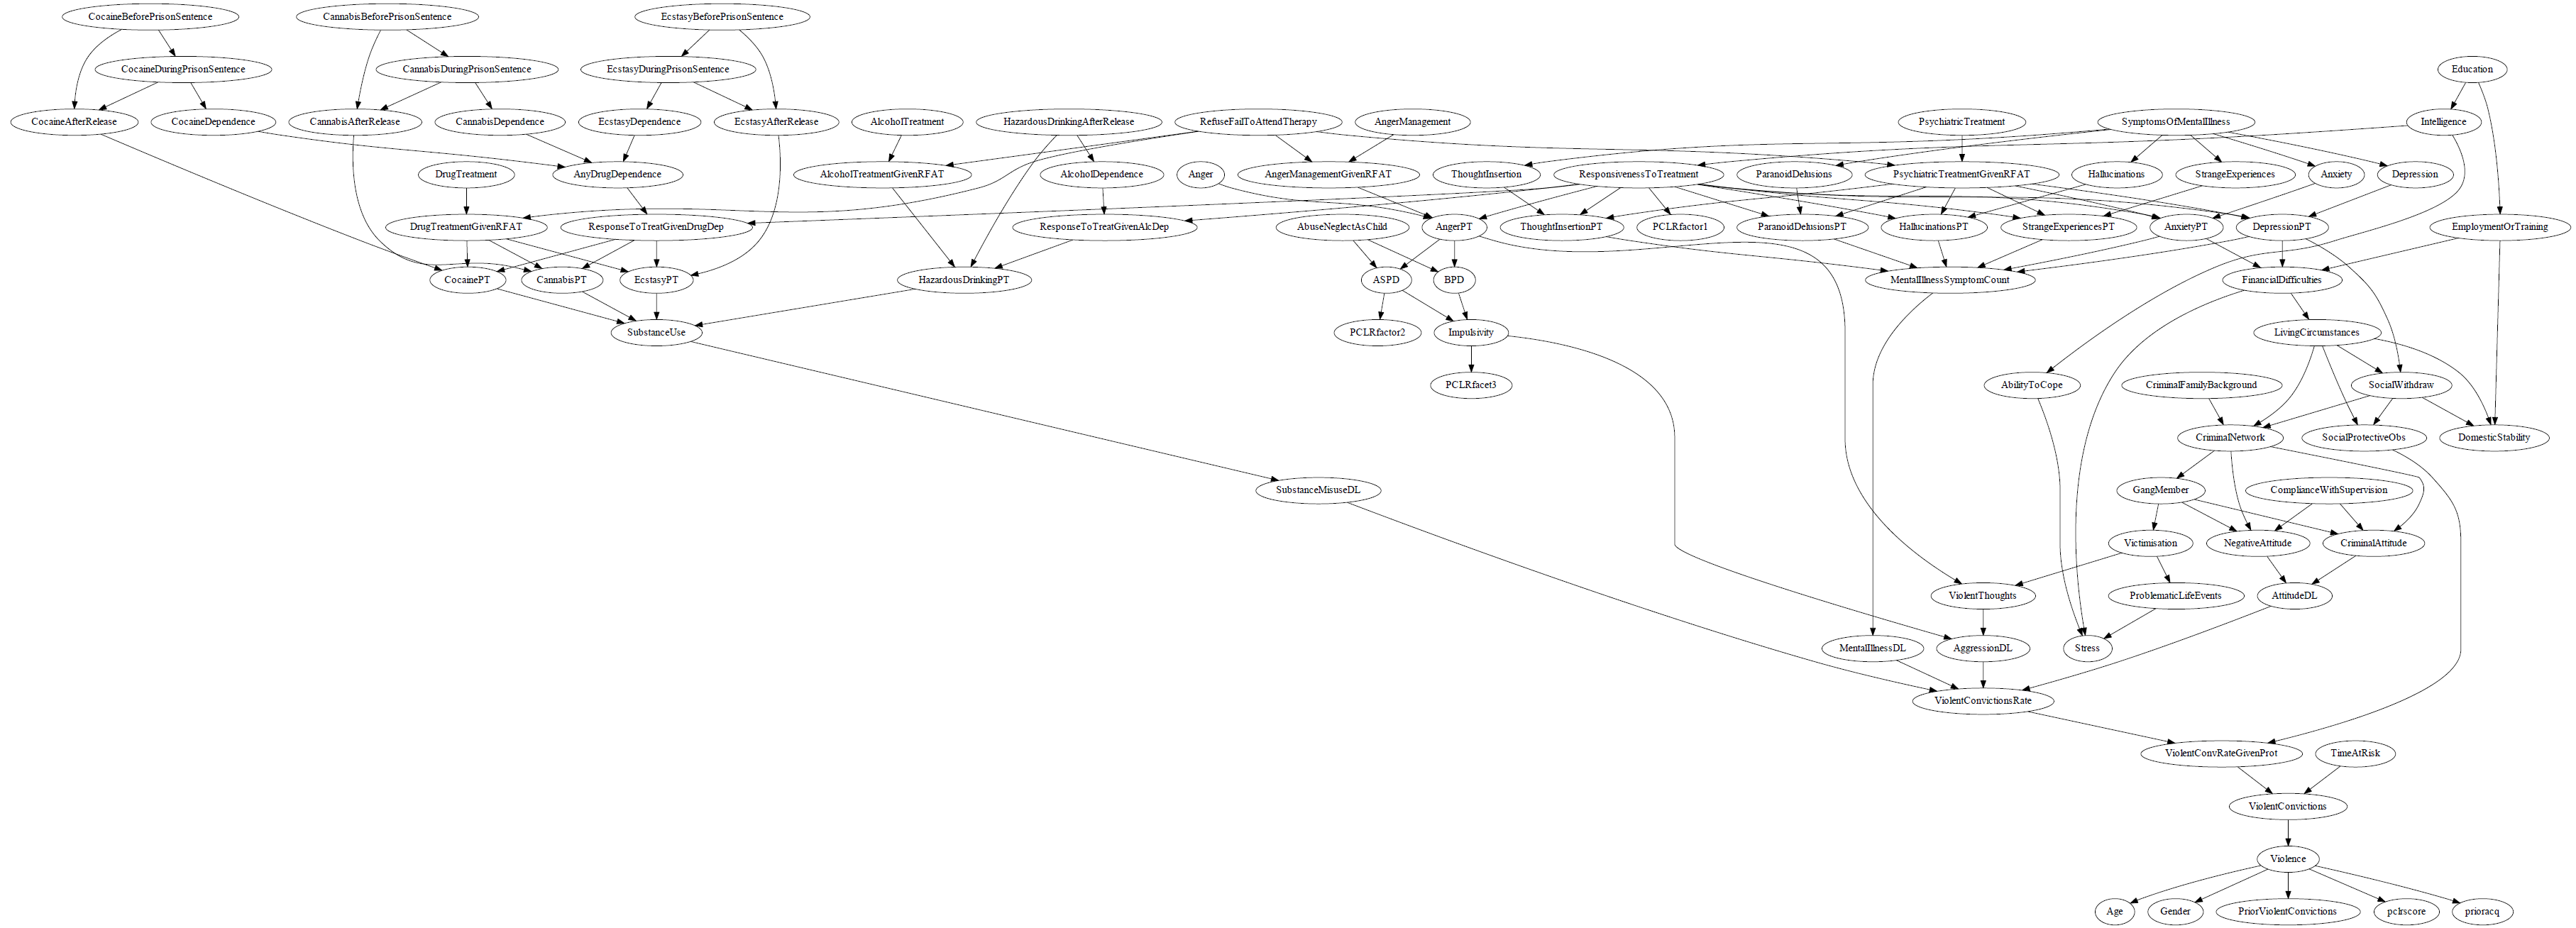 CocaineBeforePrisonSentence
CannabisBeforePrisonSentence
EcstasyBeforePrisonSentence
CocaineDuringPrisonSentence
CannabisDuringPrisonSentence
EcstasyDuringPrisonSentence
Education
CocaineAfterRelease
CocaineDependence
CannabisAfterRelease
CannabisDependence
EcstasyDependence
EcstasyAfterRelease
AlcoholTreatment
HazardousDrinkingAfterRelease
RefuseFailToAttendTherapy
AngerManagement
PsychiatricTreatment
SymptomsOfMentalIllness
Intelligence
DrugTreatment
AnyDrugDependence
AlcoholTreatmentGivenRFAT
AlcoholDependence
Anger
AngerManagementGivenRFAT
ThoughtInsertion
ResponsivenessToTreatment
ParanoidDelusions
PsychiatricTreatmentGivenRFAT
Hallucinations
StrangeExperiences
Anxiety
Depression
DrugTreatmentGivenRFAT
ResponseToTreatGivenDrugDep
ResponseToTreatGivenAlcDep
AbuseNeglectAsChild
AngerPT
ThoughtInsertionPT
PCLRfactor1
ParanoidDelusionsPT
HallucinationsPT
StrangeExperiencesPT
AnxietyPT
DepressionPT
EmploymentOrTraining
CocainePT
CannabisPT
EcstasyPT
HazardousDrinkingPT
ASPD
BPD
MentalIllnessSymptomCount
FinancialDifficulties
SubstanceUse
PCLRfactor2
Impulsivity
LivingCircumstances
PCLRfacet3
AbilityToCope
CriminalFamilyBackground
SocialWithdraw
CriminalNetwork
SocialProtectiveObs
DomesticStability
SubstanceMisuseDL
GangMember
ComplianceWithSupervision
Victimisation
NegativeAttitude
CriminalAttitude
ViolentThoughts
ProblematicLifeEvents
AttitudeDL
MentalIllnessDL
AggressionDL
Stress
ViolentConvictionsRate
ViolentConvRateGivenProt
TimeAtRisk
ViolentConvictions
Violence
Age
Gender
PriorViolentConvictions
pclrscore
prioracq